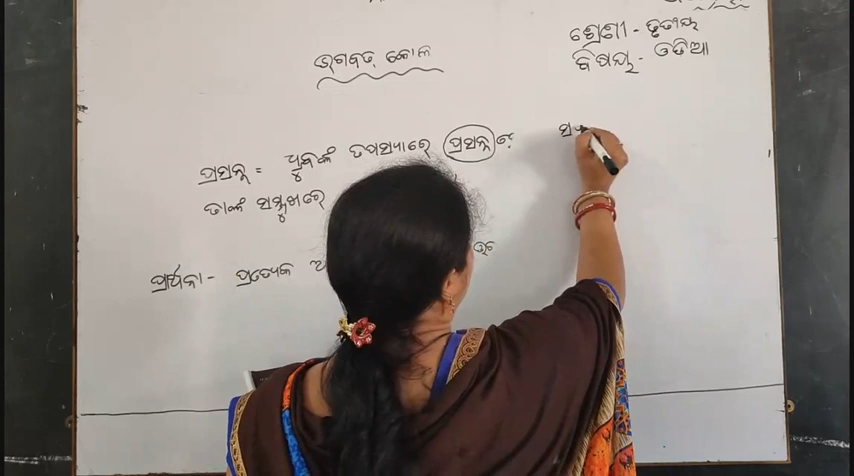 ଶ୍ରେଣୀ - ତୃତୀୟ
ବିଷୟ - ଓଡିଆ
ଭଗବତ୍ କୋଳ
ପ୍ରସନ୍ନ = ଧ୍ରୁବଙ୍କ ତପସ୍ୟାରେ ପ୍ରସନ୍ନ
ତାଙ୍କ ସମ୍ମୁଖରେ
ପ୍ରାର୍ଥନା - ପ୍ରତ୍ୟେକ